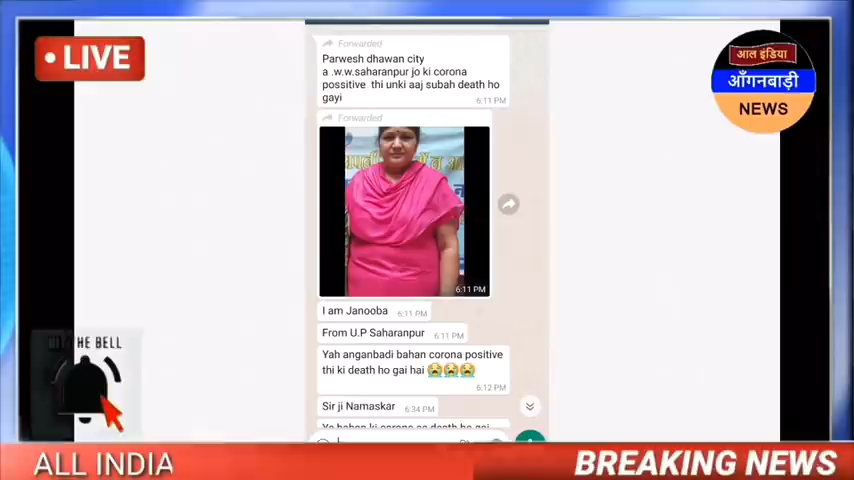 LIVE
Forwarded
Parwesh dhawan city
a .w.w.saharanpur jo ki corona
possitive thi unki aaj subah death ho
gayi
6:11 PM
Forwarded
6:11 PM
I am Janooba 6:11 PM
From U.P Saharanpur 6:11 PM
Yah anganbadi bahan corona positive
thi ki death ho gai hai 😭😭😭
6:12 PM
Sir ji Namaskar 6:34 PM
आल इंडिया
आँगनबाड़ी
NEWS
THE BELL
ALL INDIA
BREAKING NEWS